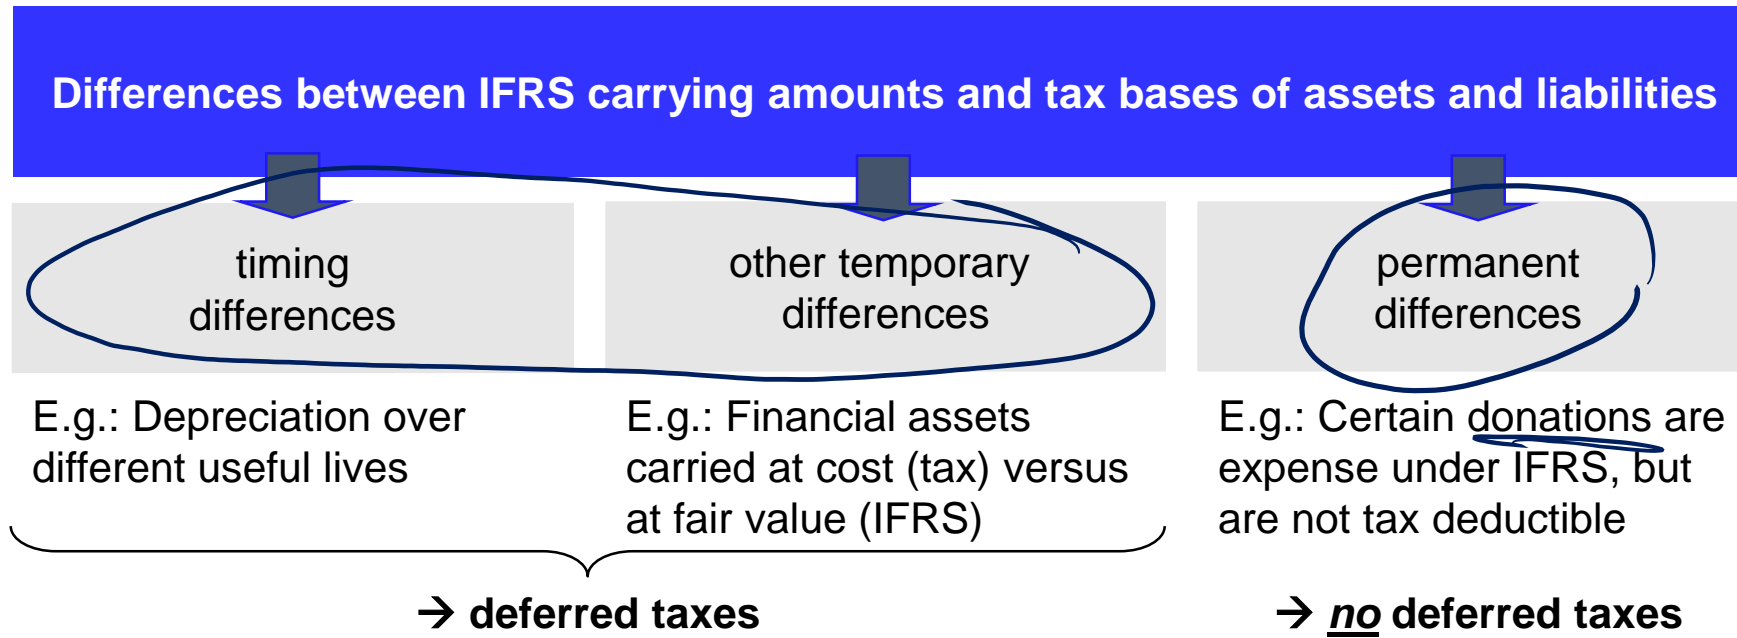 Differences between IFRS carrying amounts and tax bases of assets and liabilities
timing
differences
other temporary
differences
permanent
differences
E.g.: Depreciation over
different useful lives
E.g.: Financial assets
carried at cost (tax) versus
at fair value (IFRS)
E.g.: Certain donations are
expense under IFRS, but
are not tax deductible
→ deferred taxes
→ no deferred taxes